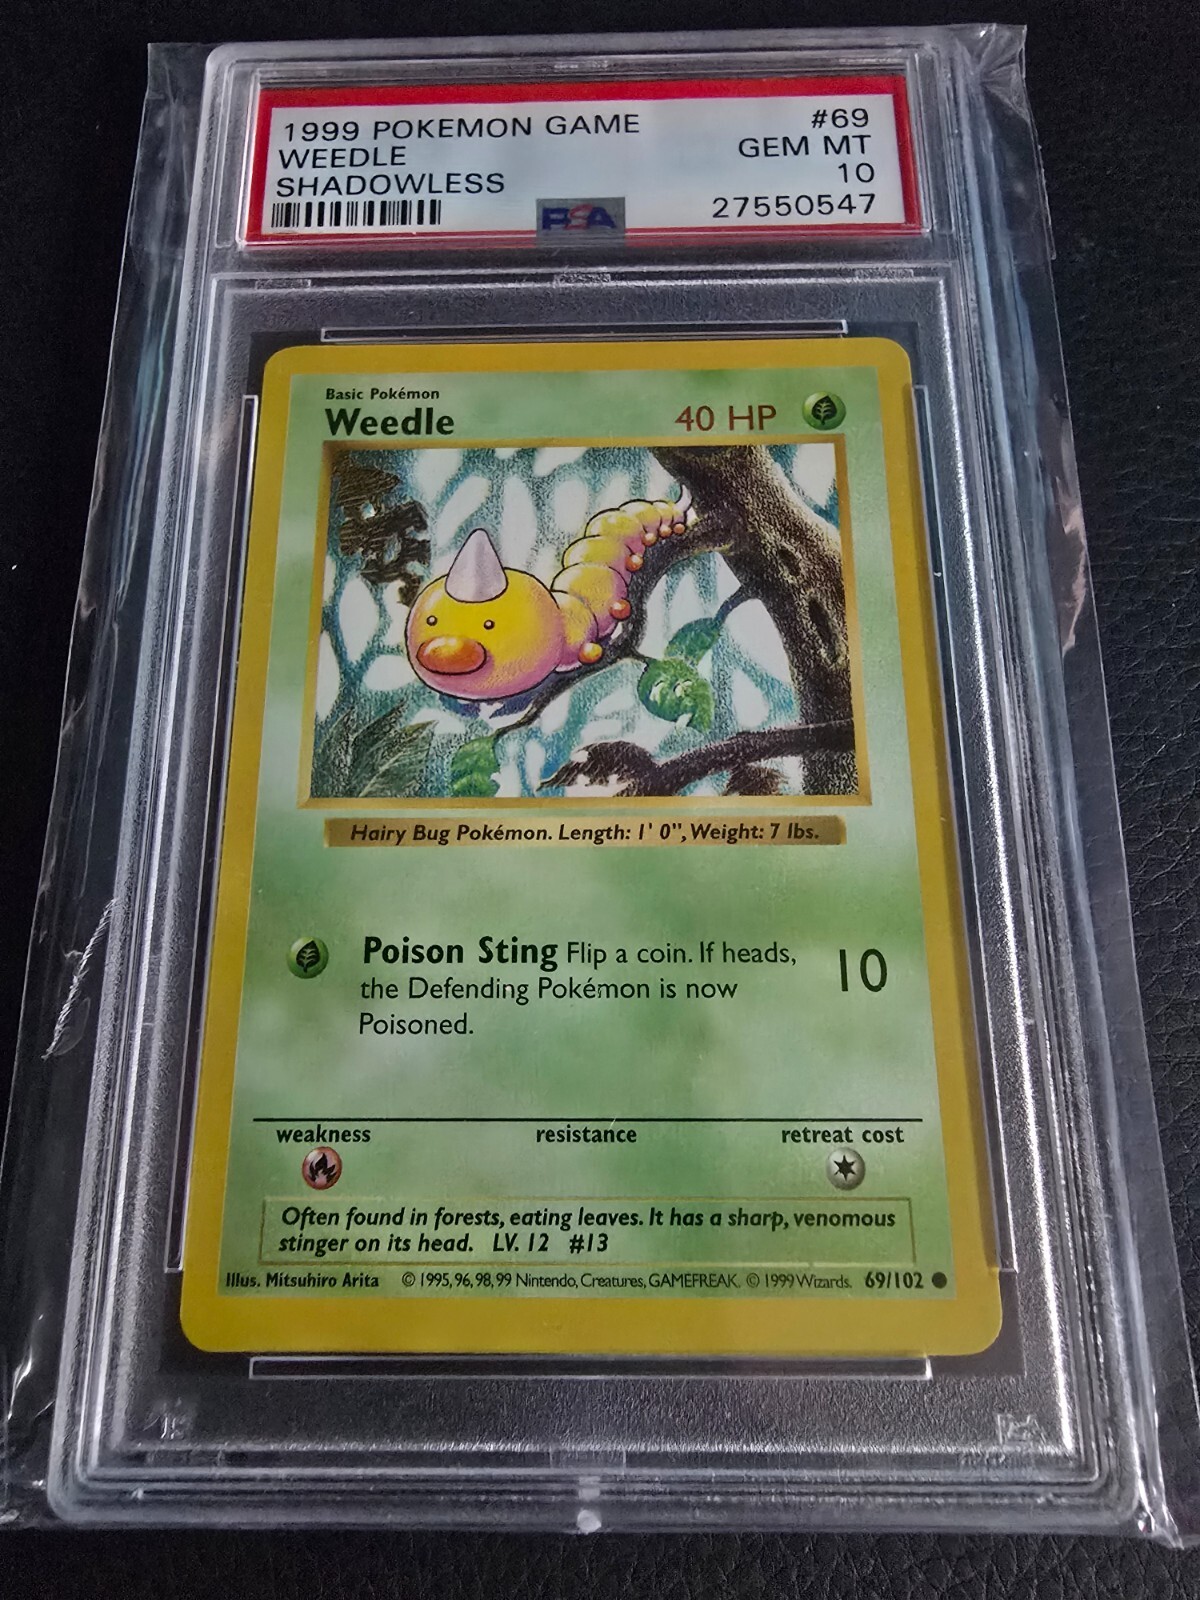 1999 POKEMON GAME #69
WEEDLE GEM MT
SHADOWLESS 10
PSA 27550547
Basic Pokémon
Weedle 40 HP
Hairy Bug Pokémon. Length: 1' 0", Weight: 7 lbs.
Poison Sting Flip a coin. If heads, 10
the Defending Pokémon is now
Poisoned.
weakness resistance retreat cost
Often found in forests, eating leaves. It has a sharp, venomous
stinger on its head. LV. 12 #13
Illus. Mitsuhiro Arita © 1995, 96, 98, 99 Nintendo, Creatures, GAMEFREAK. © 1999 Wizards. 69/102